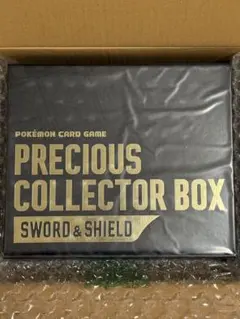 POKÉMON CARD GAME
PRECIOUS
COLLECTOR BOX
SWORD & SHIELD